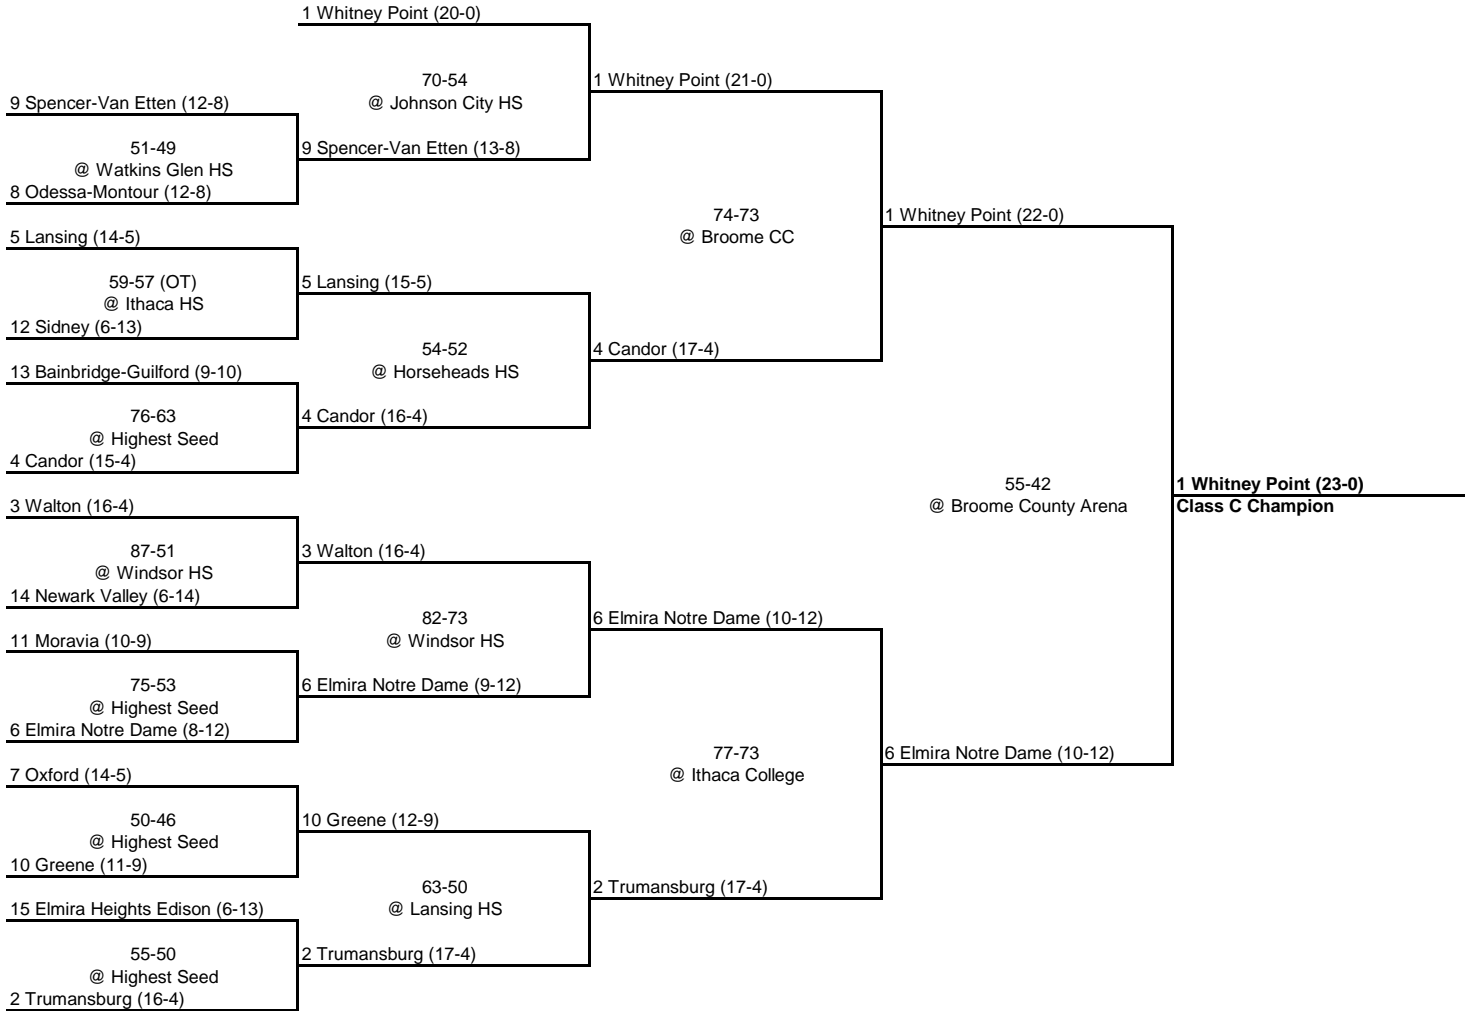 1 Whitney Point (20-0)
70-54
@ Johnson City HS
1 Whitney Point (21-0)
9 Spencer-Van Etten (12-8)
51-49
@ Watkins Glen HS
9 Spencer-Van Etten (13-8)
8 Odessa-Montour (12-8)
74-73
@ Broome CC
1 Whitney Point (22-0)
5 Lansing (14-5)
59-57 (OT)
@ Ithaca HS
5 Lansing (15-5)
12 Sidney (6-13)
54-52
@ Horseheads HS
4 Candor (17-4)
13 Bainbridge-Guilford (9-10)
76-63
@ Highest Seed
4 Candor (16-4)
4 Candor (15-4)
55-42
@ Broome County Arena
1 Whitney Point (23-0)
Class C Champion
3 Walton (16-4)
87-51
@ Windsor HS
3 Walton (16-4)
14 Newark Valley (6-14)
82-73
@ Windsor HS
6 Elmira Notre Dame (10-12)
11 Moravia (10-9)
75-53
@ Highest Seed
6 Elmira Notre Dame (9-12)
6 Elmira Notre Dame (8-12)
77-73
@ Ithaca College
6 Elmira Notre Dame (10-12)
7 Oxford (14-5)
50-46
@ Highest Seed
10 Greene (12-9)
10 Greene (11-9)
63-50
@ Lansing HS
2 Trumansburg (17-4)
15 Elmira Heights Edison (6-13)
55-50
@ Highest Seed
2 Trumansburg (17-4)
2 Trumansburg (16-4)